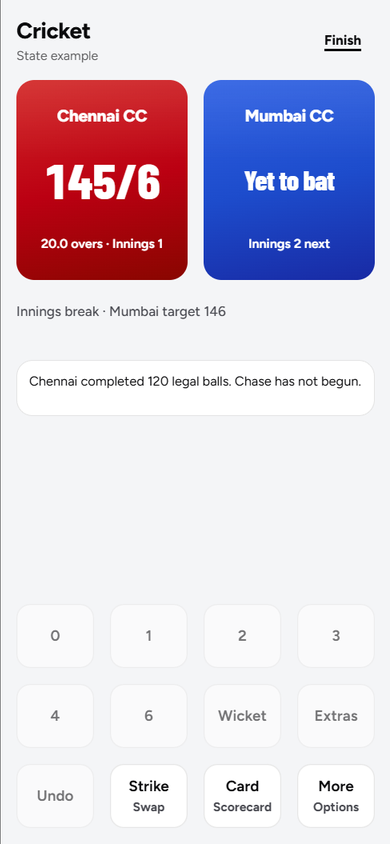 Cricket
State example
Finish
Chennai CC
145/6
20.0 overs · Innings 1
Mumbai CC
Yet to bat
Innings 2 next
Innings break · Mumbai target 146
Chennai completed 120 legal balls. Chase has not begun.
0
1
2
3
4
6
Wicket
Extras
Undo
Strike
Swap
Card
Scorecard
More
Options